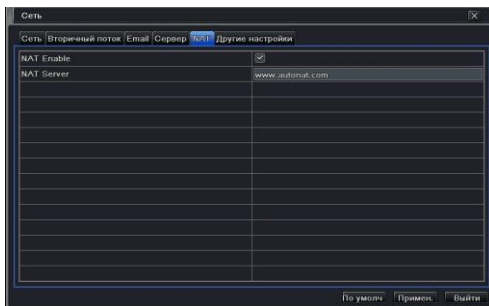 Сеть
Сеть Вторичный поток Email Сервер NAT Другие настройки
NAT Enable
NAT Server www.autonat.com
По умолч Примен. Выйти